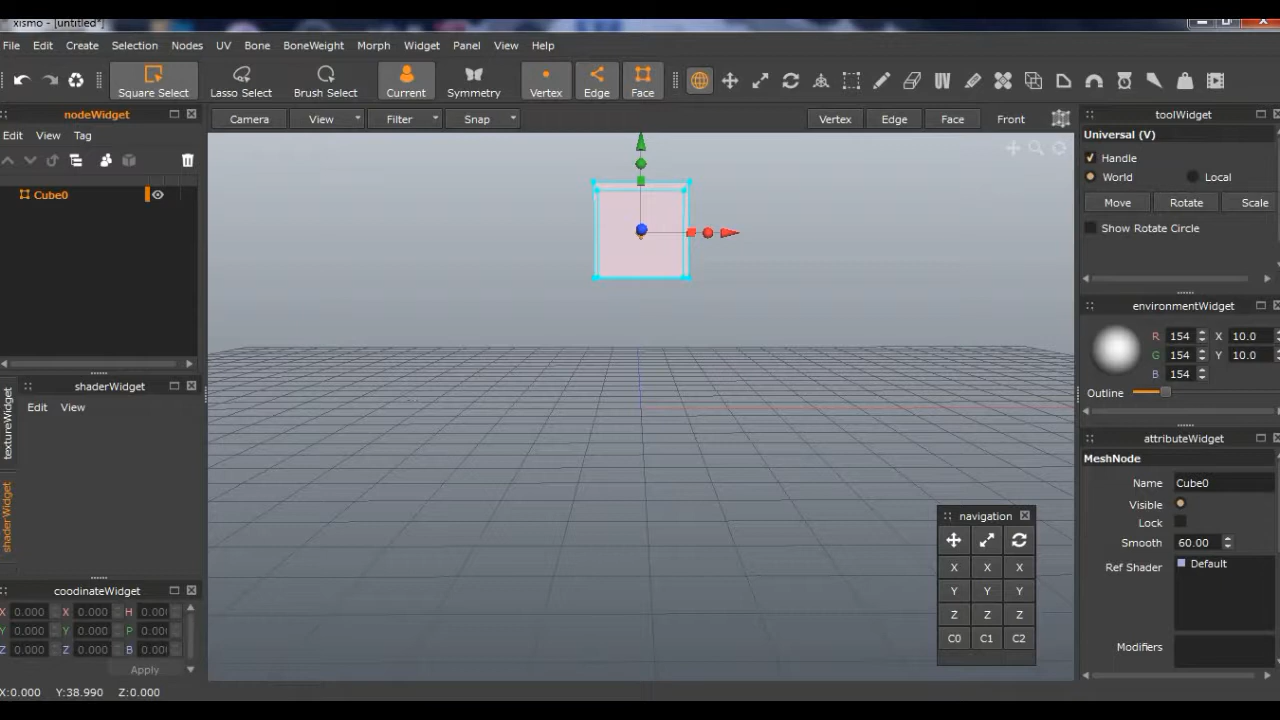 xismo - [untitled*]
File Edit Create Selection Nodes UV Bone BoneWeight Morph Widget Panel View Help
Square Select Lasso Select Brush Select Current Symmetry Vertex Edge Face
nodeWidget
Edit View Tag
Cube0
Camera View Filter Snap Vertex Edge Face Front
toolWidget
Universal (V)
Handle
World Local
Move Rotate Scale
Show Rotate Circle
environmentWidget
R 154 X 10.0
G 154 Y 10.0
B 154
Outline
textureWidget
shaderWidget
shaderWidget
Edit View
attributeWidget
MeshNode
Name Cube0
Visible
Lock
Smooth 60.00
Ref Shader Default
Modifiers
navigation
X X X
Y Y Y
Z Z Z
C0 C1 C2
coodinateWidget
X 0.000 X 0.000 H 0.00
Y 0.000 Y 0.000 P 0.00
Z 0.000 Z 0.000 B 0.00
Apply
X:0.000 Y:38.990 Z:0.000